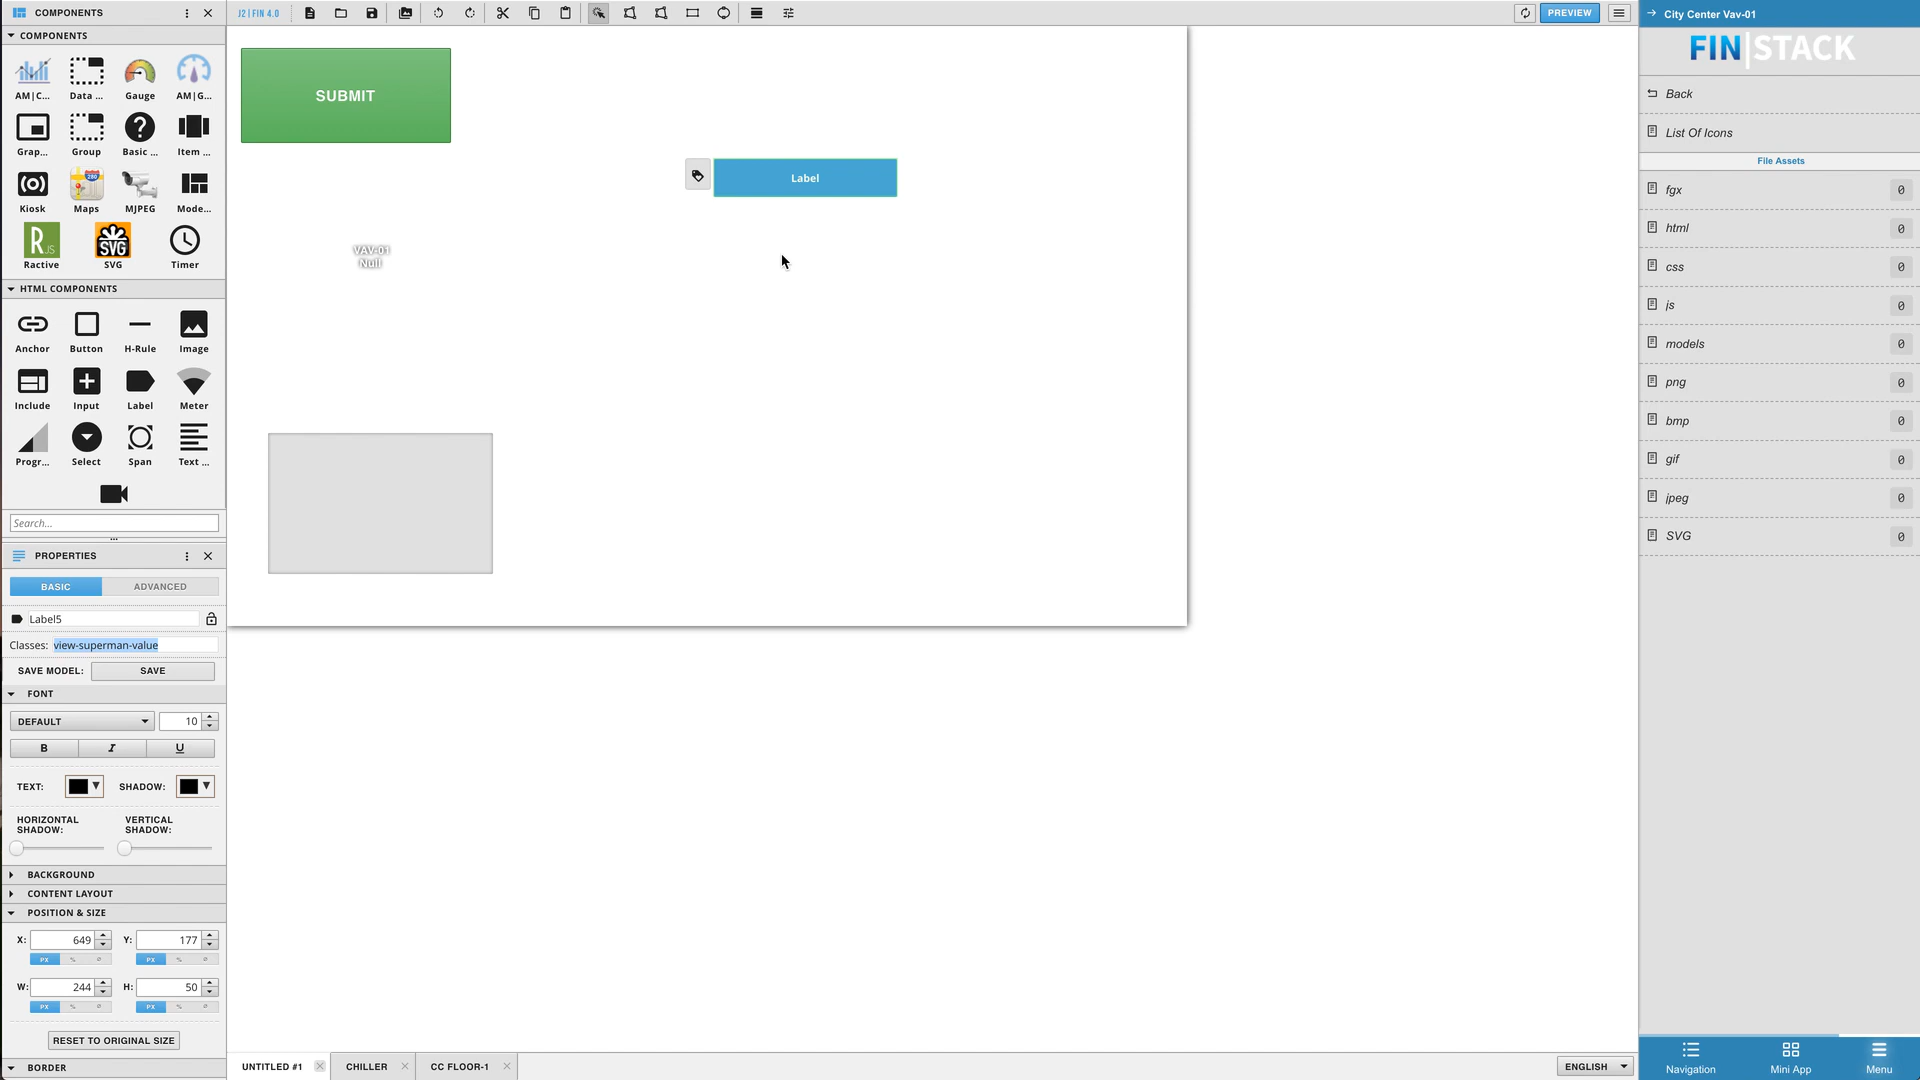 COMPONENTS
COMPONENTS
AM|C...
Data ...
Gauge
AM|G...
Grap...
Group
Basic ...
Item ...
Kiosk
Maps
MJPEG
Mode...
Ractive
SVG
Timer
HTML COMPONENTS
Anchor
Button
H-Rule
Image
Include
Input
Label
Meter
Progr...
Select
Span
Text ...
Search...
PROPERTIES
BASIC
ADVANCED
Label5
Classes: view-superman-value
SAVE MODEL: SAVE
FONT
DEFAULT
10
B
I
U
TEXT:
SHADOW:
HORIZONTAL SHADOW:
VERTICAL SHADOW:
BACKGROUND
CONTENT LAYOUT
POSITION & SIZE
X: 649
Y: 177
PX %
PX %
W: 244
H: 50
PX %
PX %
RESET TO ORIGINAL SIZE
BORDER
J2 | FIN 4.0
PREVIEW
SUBMIT
Label
VAV-01
Null
UNTITLED #1
CHILLER
CC FLOOR-1
ENGLISH
City Center Vav-01
FIN|STACK
Back
List Of Icons
File Assets
fgx 0
html 0
css 0
js 0
models 0
png 0
bmp 0
gif 0
jpeg 0
SVG 0
Navigation
Mini App
Menu